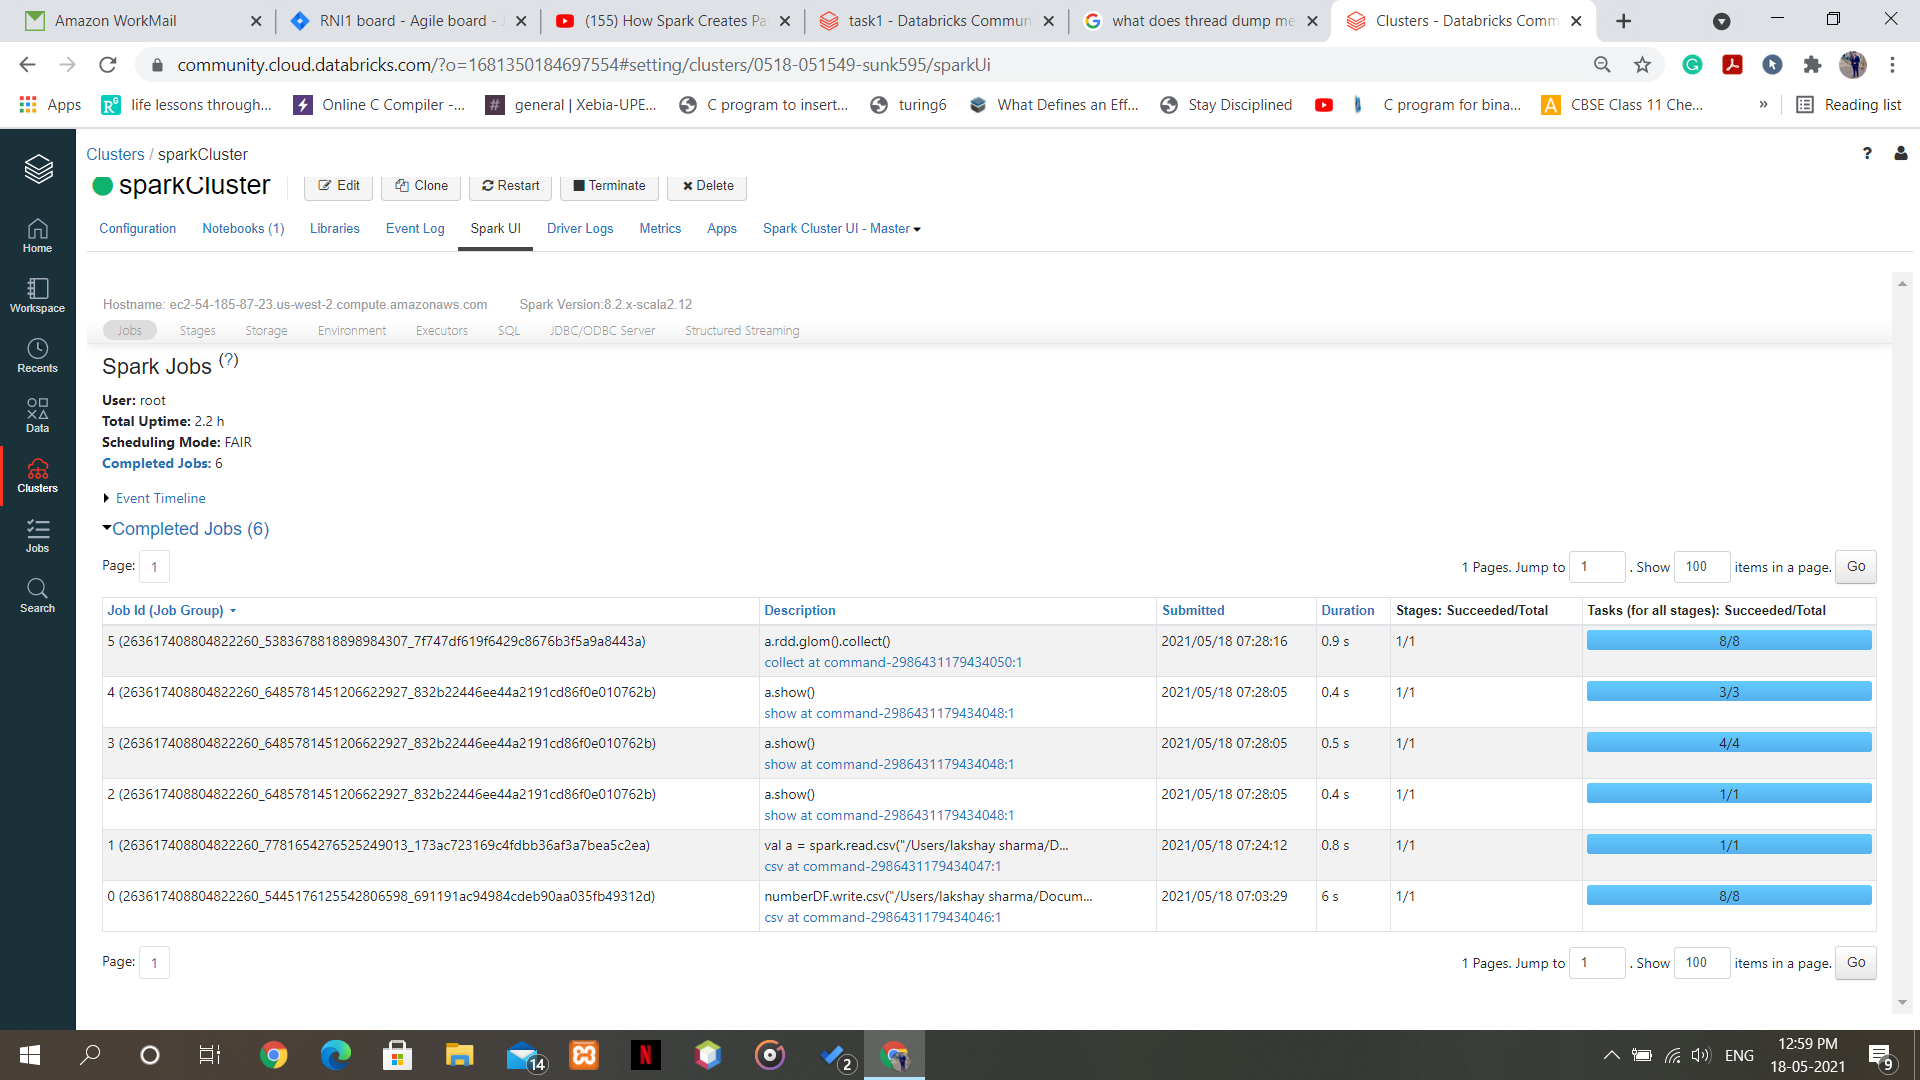 Amazon WorkMail
RNI1 board - Agile board -
(155) How Spark Creates Pa
task1 - Databricks Commun
what does thread dump me
Clusters - Databricks Comm
community.cloud.databricks.com/?o=1681350184697554#setting/clusters/0518-051549-sunk595/sparkUi
Apps
life lessons through...
Online C Compiler -...
general | Xebia-UPE...
C program to insert...
turing6
What Defines an Eff...
Stay Disciplined
C program for bina...
CBSE Class 11 Che...
»
Reading list
Clusters / sparkCluster
?
sparkCluster
Edit
Clone
Restart
Terminate
Delete
Configuration
Notebooks (1)
Libraries
Event Log
Spark UI
Driver Logs
Metrics
Apps
Spark Cluster UI - Master
Home
Workspace
Recents
Data
Clusters
Jobs
Search
Hostname: ec2-54-185-87-23.us-west-2.compute.amazonaws.com
Spark Version:8.2.x-scala2.12
Jobs
Stages
Storage
Environment
Executors
SQL
JDBC/ODBC Server
Structured Streaming
Spark Jobs (?)
User: root
Total Uptime: 2.2 h
Scheduling Mode: FAIR
Completed Jobs: 6
Event Timeline
Completed Jobs (6)
Page: 1
1 Pages. Jump to 1 . Show 100 items in a page. Go
Job Id (Job Group)
Description
Submitted
Duration
Stages: Succeeded/Total
Tasks (for all stages): Succeeded/Total
5 (263617408804822260_5383678818898984307_7f747df619f6429c8676b3f5a9a8443a)
a.rdd.glom().collect()
collect at command-2986431179434050:1
2021/05/18 07:28:16
0.9 s
1/1
8/8
4 (263617408804822260_6485781451206622927_832b22446ee44a2191cd86f0e010762b)
a.show()
show at command-2986431179434048:1
2021/05/18 07:28:05
0.4 s
1/1
3/3
3 (263617408804822260_6485781451206622927_832b22446ee44a2191cd86f0e010762b)
a.show()
show at command-2986431179434048:1
2021/05/18 07:28:05
0.5 s
1/1
4/4
2 (263617408804822260_6485781451206622927_832b22446ee44a2191cd86f0e010762b)
a.show()
show at command-2986431179434048:1
2021/05/18 07:28:05
0.4 s
1/1
1/1
1 (263617408804822260_7781654276525249013_173ac723169c4fdbb36af3a7bea5c2ea)
val a = spark.read.csv("/Users/lakshay sharma/D...
csv at command-2986431179434047:1
2021/05/18 07:24:12
0.8 s
1/1
1/1
0 (263617408804822260_5445176125542806598_691191ac94984cdeb90aa035fb49312d)
numberDF.write.csv("/Users/lakshay sharma/Docum...
csv at command-2986431179434046:1
2021/05/18 07:03:29
6 s
1/1
8/8
Page: 1
1 Pages. Jump to 1 . Show 100 items in a page. Go
14
2
ENG
12:59 PM
18-05-2021
9